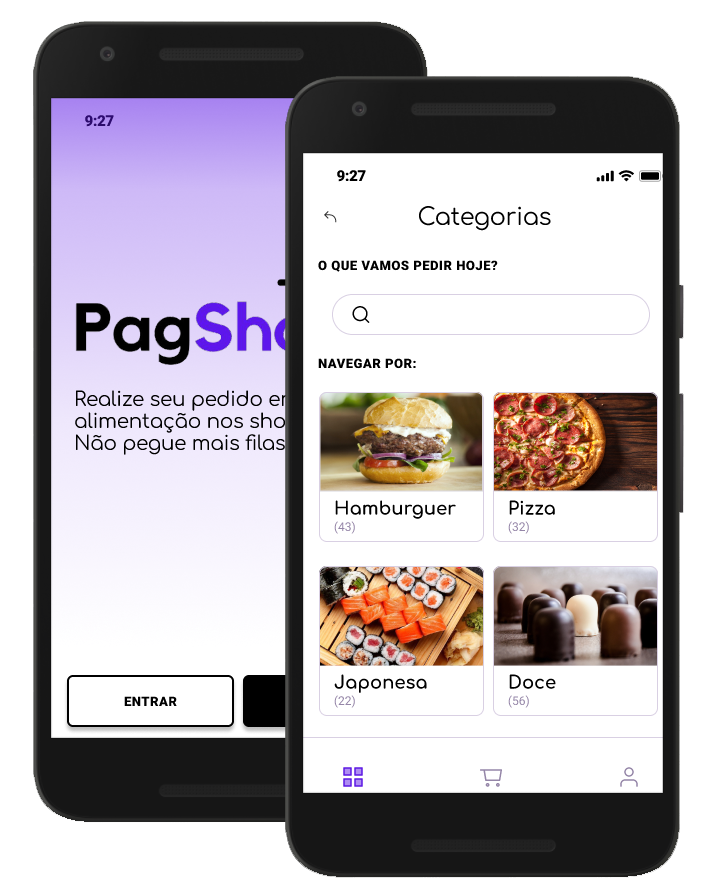 9:27
PagSho
Realize seu pedido em
alimentação nos sho
Não pegue mais filas
ENTRAR
9:27
Categorias
O QUE VAMOS PEDIR HOJE?
NAVEGAR POR:
Hamburguer
(43)
Pizza
(32)
Japonesa
(22)
Doce
(56)